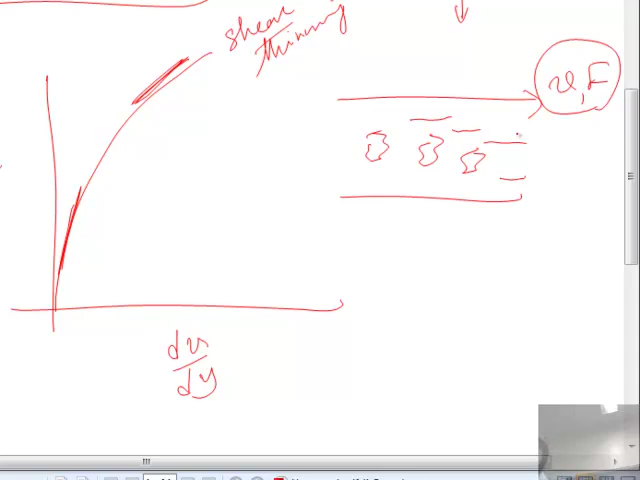 shear
thinning
v, F
du
dy